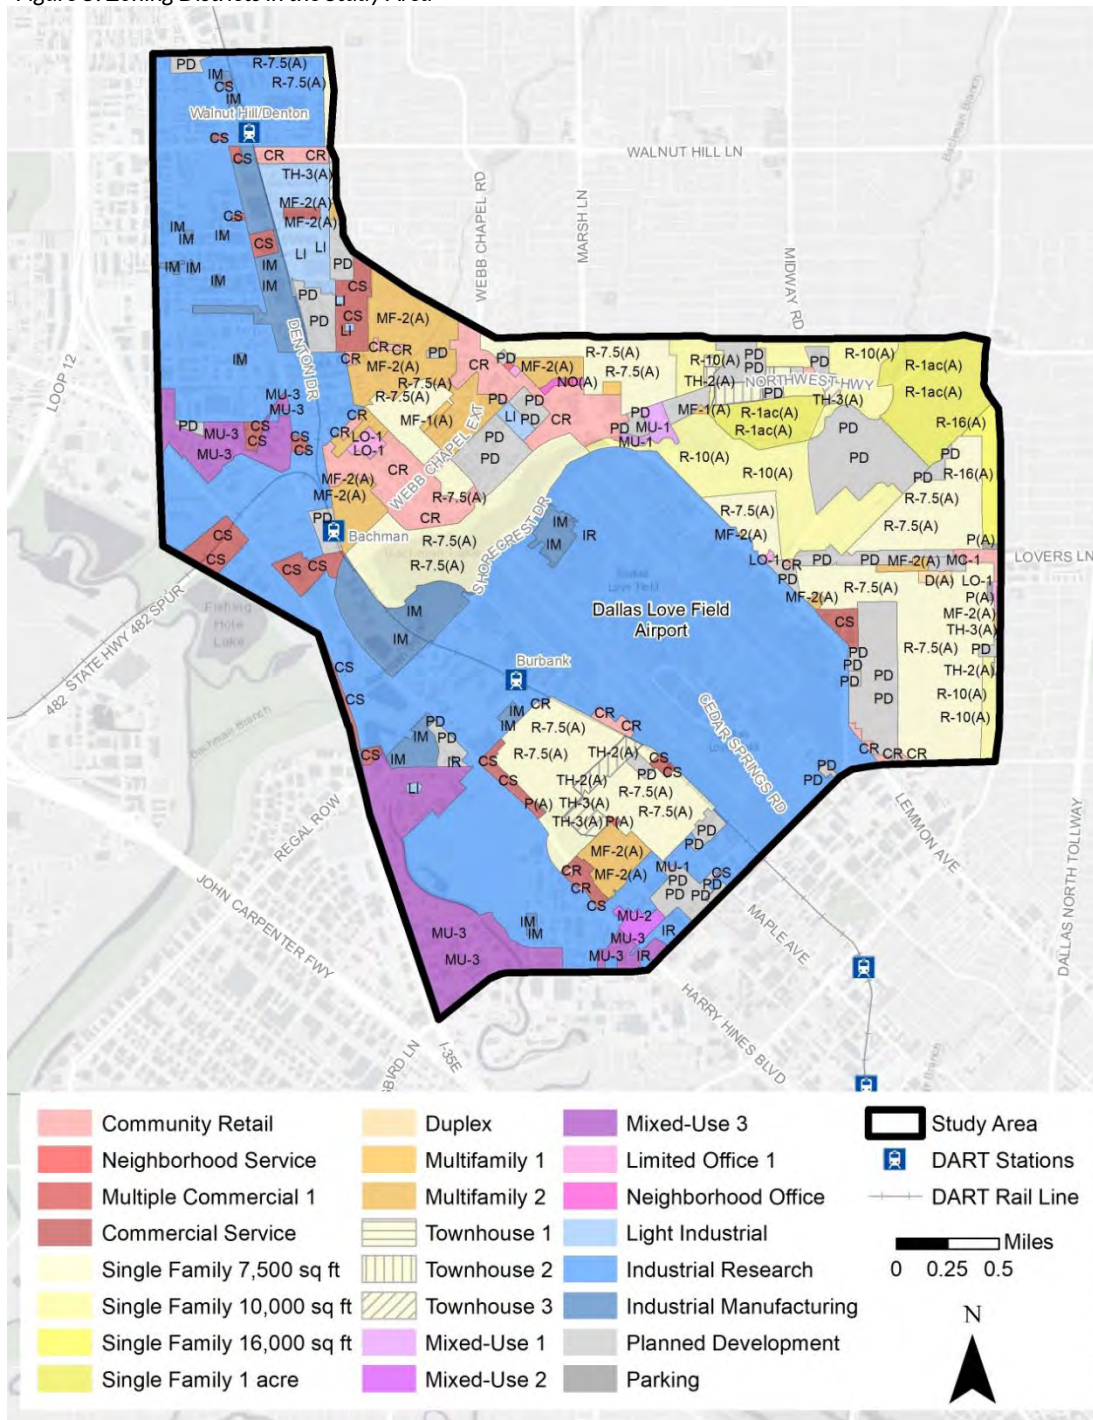 Figure 3: Zoning Districts in the Study Area
PD
R-7.5(A)
IM
R-7.5(A)
CS
IM
Walnut Hill/Denton
CS
CS
CR CR
WALNUT HILL LN
Bachman Branch
TH-3(A)
WEBB CHAPEL RD
MARSH LN
MIDWAY RD
LOOP 12
MF-2(A)
CS
MF-2(A)
IM
IM
IM
CS
LI
LI
IM IM
IM
IM
PD
IM
PD
CS
PD
CS
LI
MF-2(A)
DENTON DR
IM
CR
CR CR
MF-2(A)
PD
CR
PD
MF-2(A)
R-7.5(A)
R-10(A)
PD
PD
PD
R-10(A)
R-1ac(A)
NORTHWEST HWY
R-7.5(A)
R-7.5(A)
NO(A)
R-7.5(A)
TH-2(A)
PD
TH-3(A)
R-1ac(A)
MU-3
MU-3
PD
MU-3
MU-3
CS
CS
CS
CS
CR
CR
LO-1
LO-1
MF-1(A)
WEBB CHAPEL EXT
PD
LI
PD
PD
CR
PD
PD
PD
MU-1
MU-1
MF-1(A)
R-1ac(A)
R-1ac(A)
PD
R-16(A)
R-10(A)
R-10(A)
PD
PD
R-16(A)
CR
MF-2(A)
MF-2(A)
R-7.5(A)
CR
PD
Bachman
R-7.5(A)
R-7.5(A)
SHORECREST DR
IM
IM
IR
R-7.5(A)
MF-2(A)
R-7.5(A)
R-7.5(A)
P(A)
CS
CS
CS
CS
LO-1
CR
PD
PD
PD
MF-2(A)
MC-1
LOVERS LN
D(A)
LO-1
P(A)
MF-2(A)
R-7.5(A)
MF-2(A)
TH-3(A)
482 STATE HWY 482 SPUR
Fishing
Hole
Lake
Bachman Branch
IM
IM
Dallas Love Field
Airport
CS
PD
PD
PD
PD
R-7.5(A)
PD
TH-2(A)
R-10(A)
R-10(A)
Burbank
CS
CS
CS
IM
IM
CR
CR
CR
PD
IM
PD
IM
IR
R-7.5(A)
R-7.5(A)
TH-2(A)
CS
CS
PD
CEDAR SPRINGS RD
CR CR CR
PD
PD
LI
CS
CS
TH-2(A)
R-7.5(A)
TH-3(A)
R-7.5(A)
P(A)
TH-3(A)
P(A)
REGAL ROW
LEMMON AVE
DALLAS NORTH TOLLWAY
PD
PD
MF-2(A)
MF-2(A)
MU-1
CR
CR
CS
PD
PD
PD
PD
CS
JOHN CARPENTER FWY
MAPLE AVE
IM
IM
MU-2
MU-3
IR
MU-3
IR
MU-3
MU-3
HARRY HINES BLVD
I-35E
Community Retail
Neighborhood Service
Multiple Commercial 1
Commercial Service
Single Family 7,500 sq ft
Single Family 10,000 sq ft
Single Family 16,000 sq ft
Single Family 1 acre
Duplex
Multifamily 1
Multifamily 2
Townhouse 1
Townhouse 2
Townhouse 3
Mixed-Use 1
Mixed-Use 2
Mixed-Use 3
Limited Office 1
Neighborhood Office
Light Industrial
Industrial Research
Industrial Manufacturing
Planned Development
Parking
Study Area
DART Stations
DART Rail Line
Miles
0 0.25 0.5
N